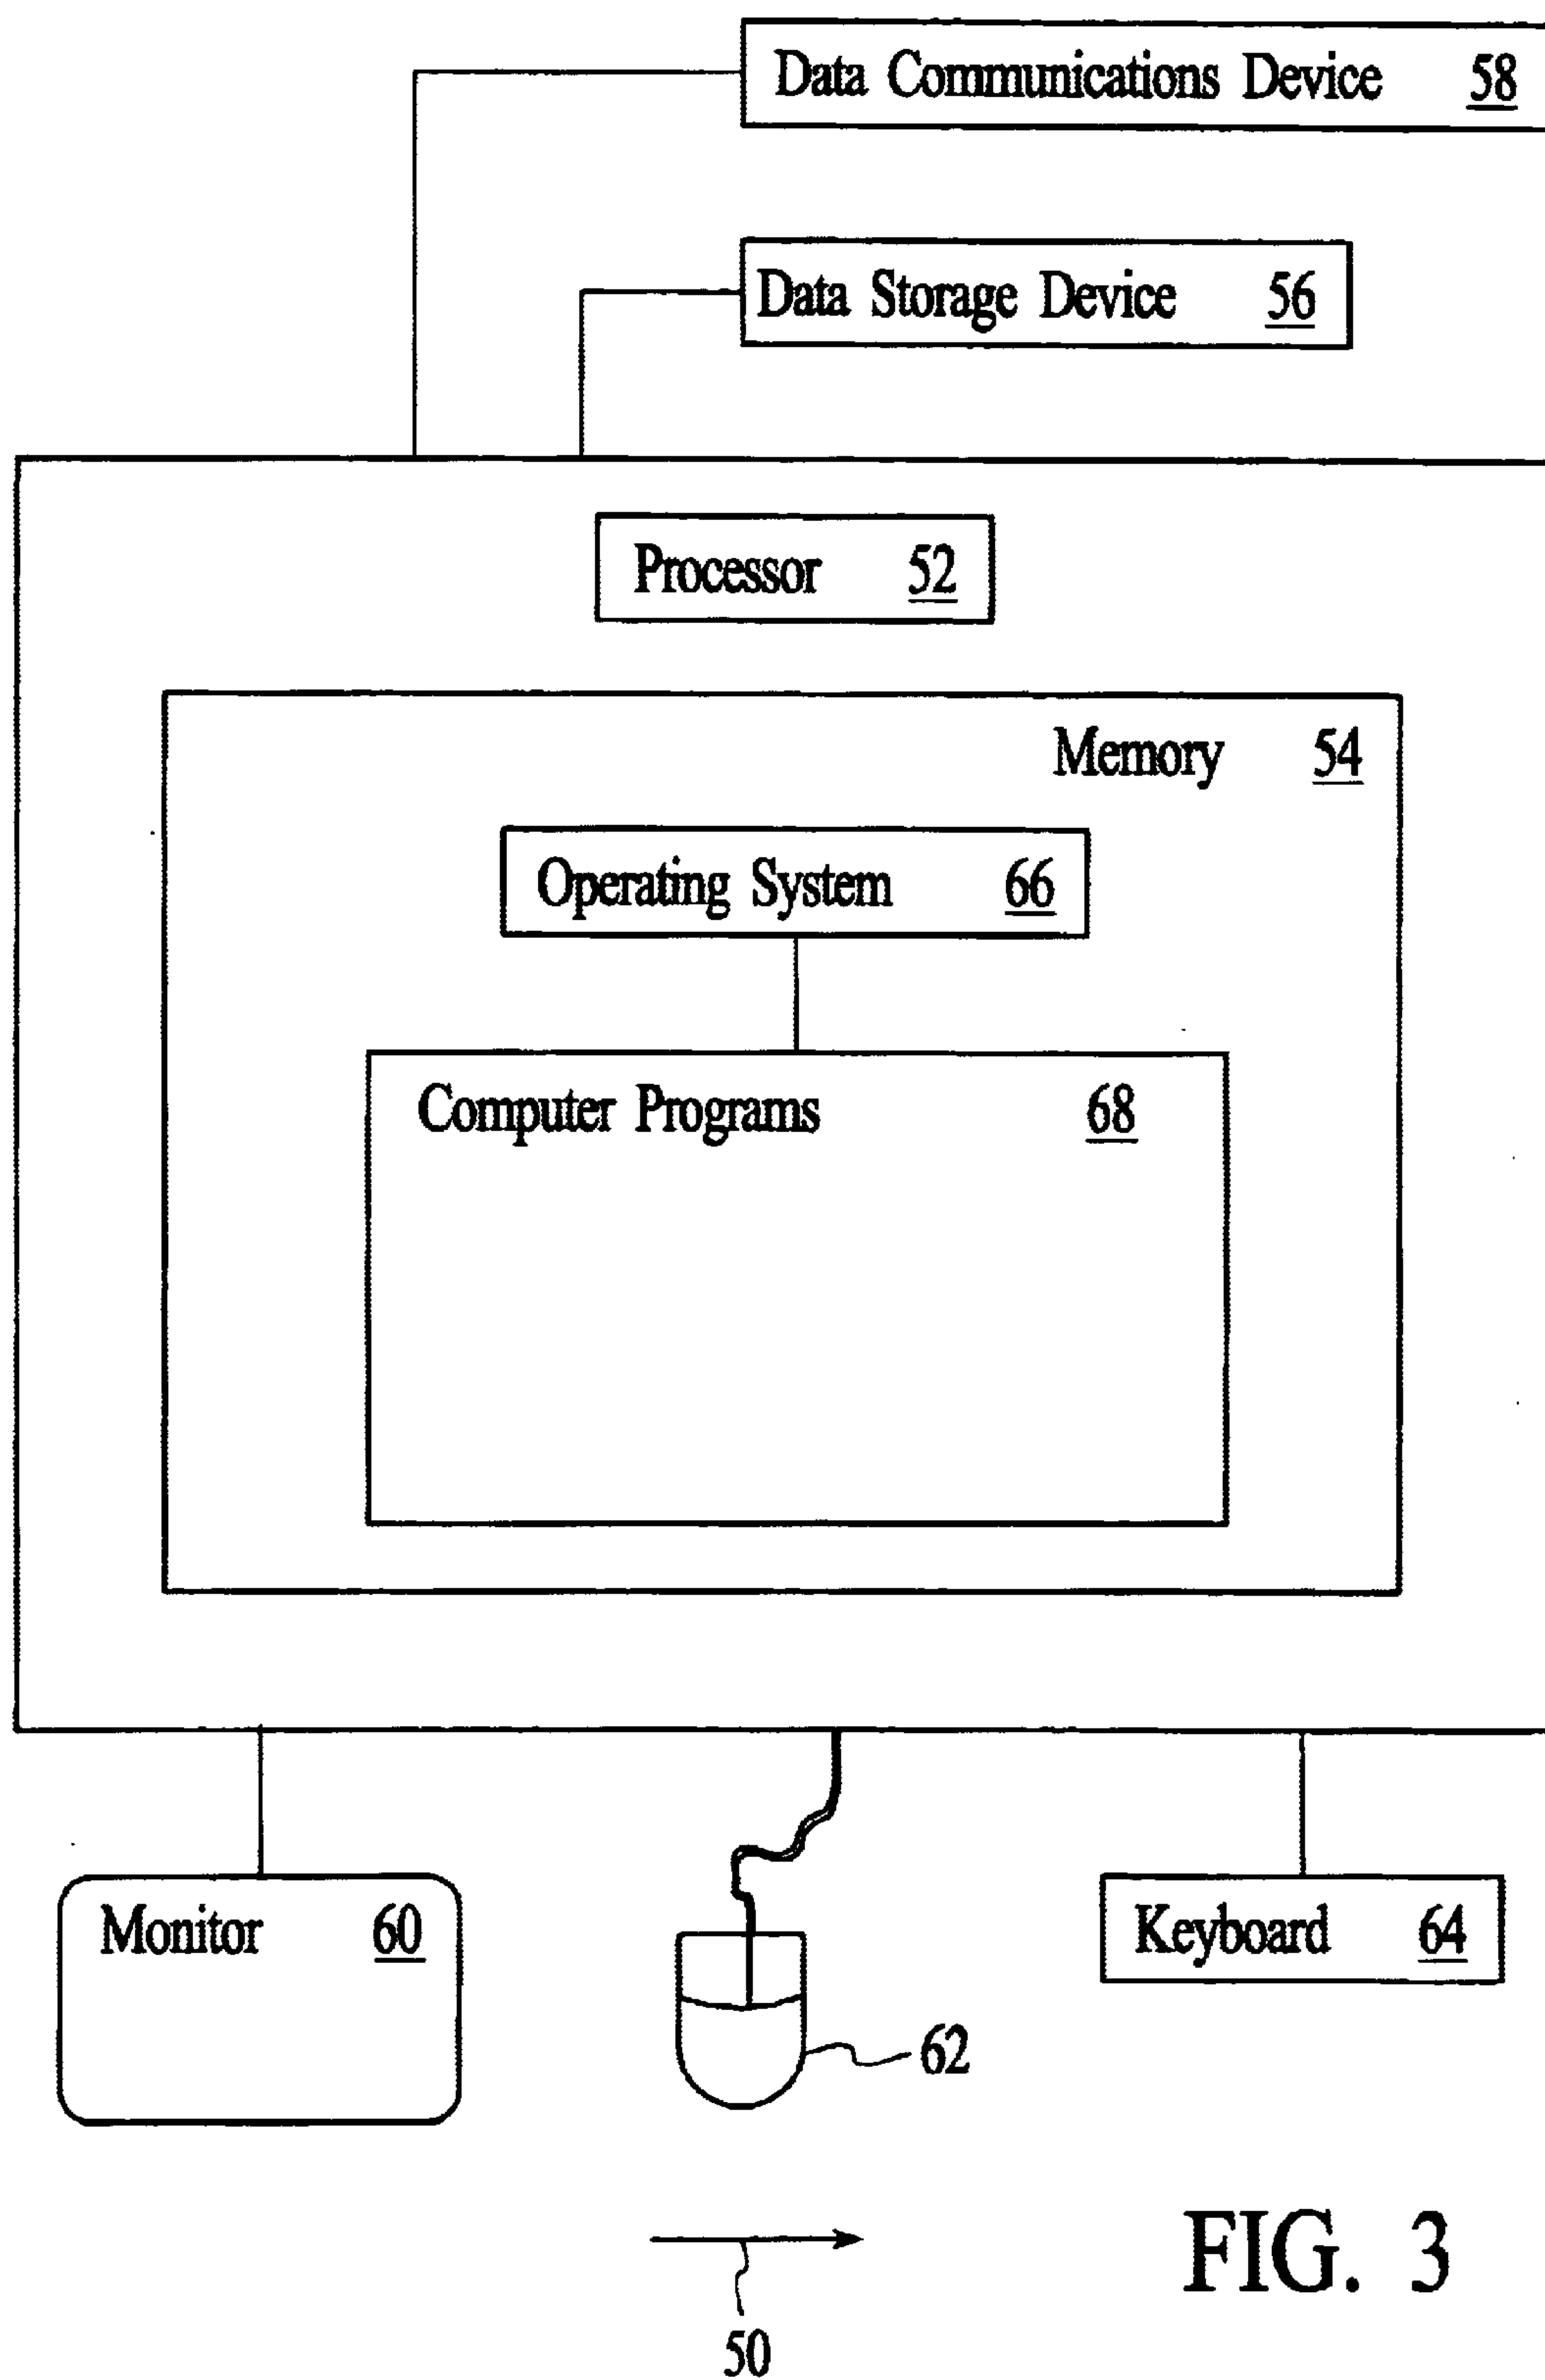 Data Communications Device 58
Data Storage Device 56
Processor 52
Memory 54
Operating System 66
Computer Programs 68
Monitor 60
Keyboard 64
62
50
FIG. 3